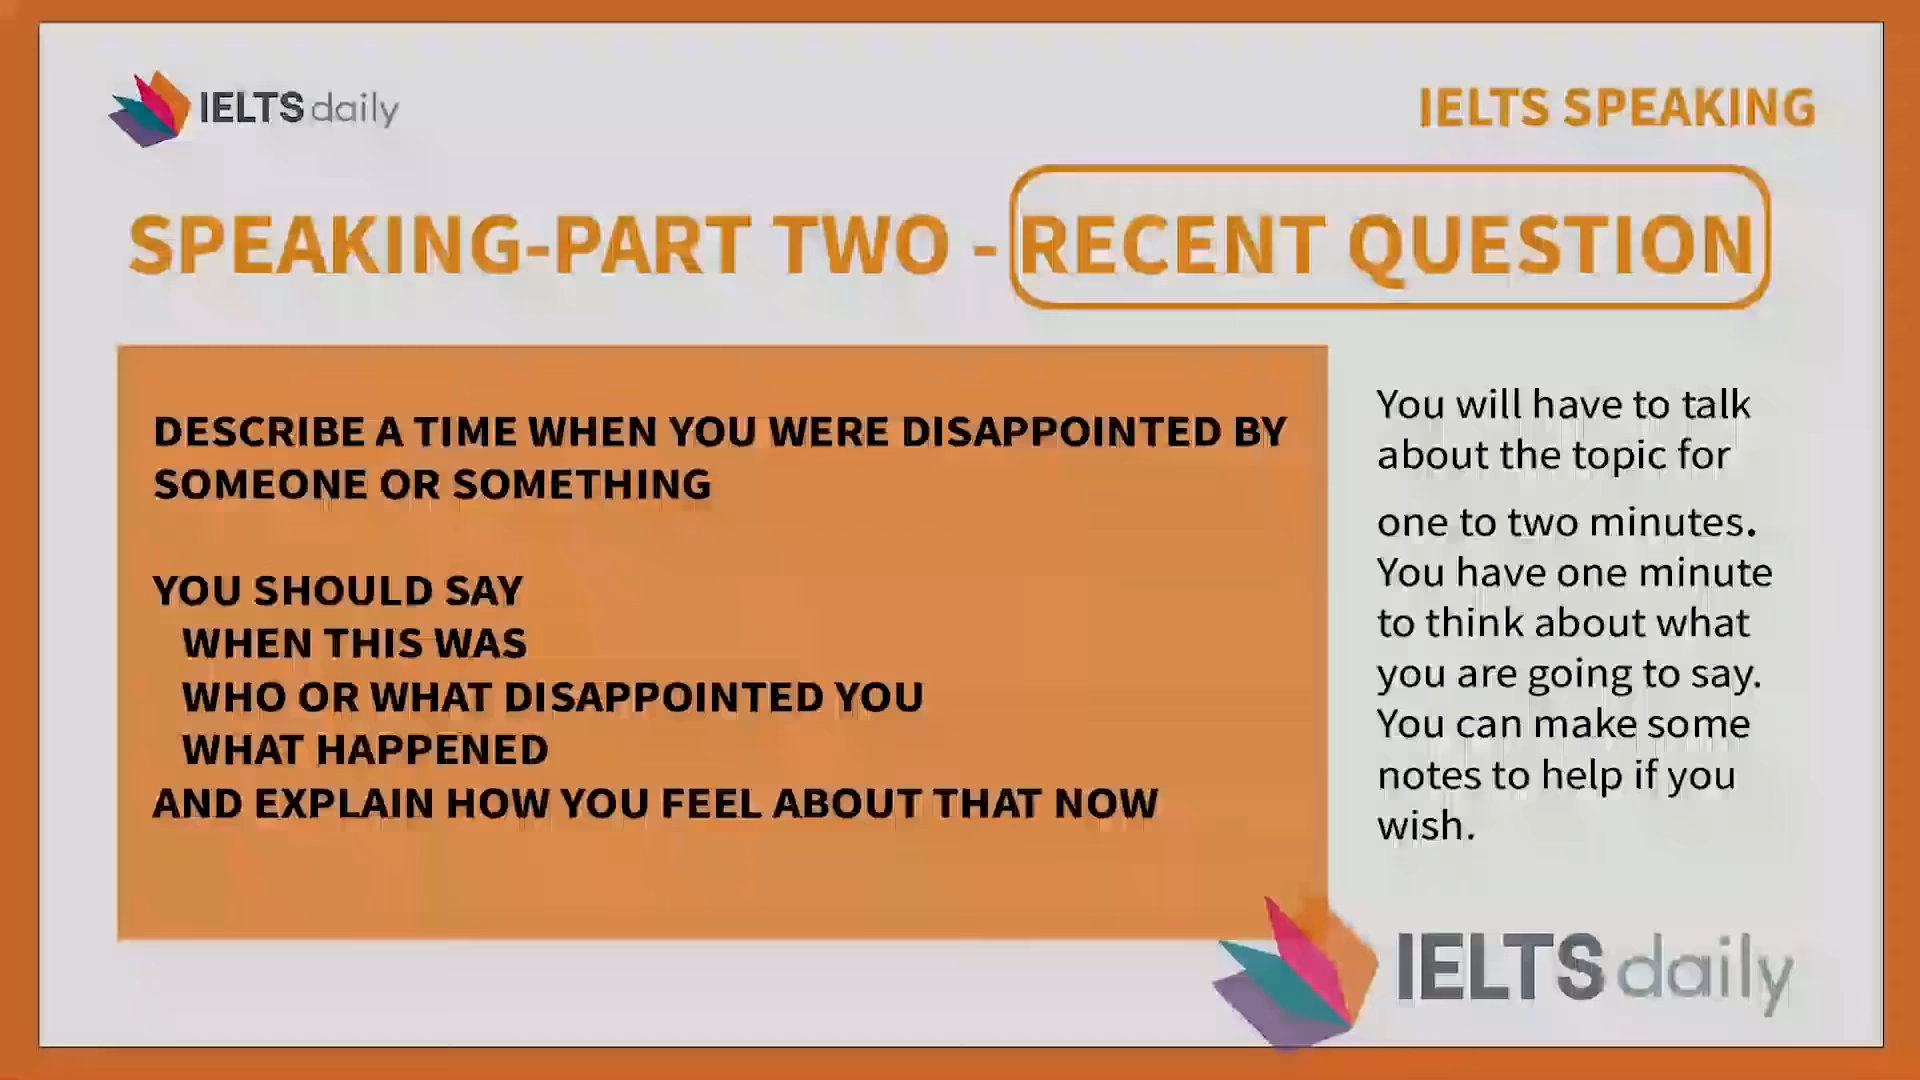 IELTS daily
IELTS SPEAKING
SPEAKING-PART TWO - RECENT QUESTION
DESCRIBE A TIME WHEN YOU WERE DISAPPOINTED BY
SOMEONE OR SOMETHING
YOU SHOULD SAY
WHEN THIS WAS
WHO OR WHAT DISAPPOINTED YOU
WHAT HAPPENED
AND EXPLAIN HOW YOU FEEL ABOUT THAT NOW
You will have to talk
about the topic for
one to two minutes.
You have one minute
to think about what
you are going to say.
You can make some
notes to help if you
wish.
IELTS daily